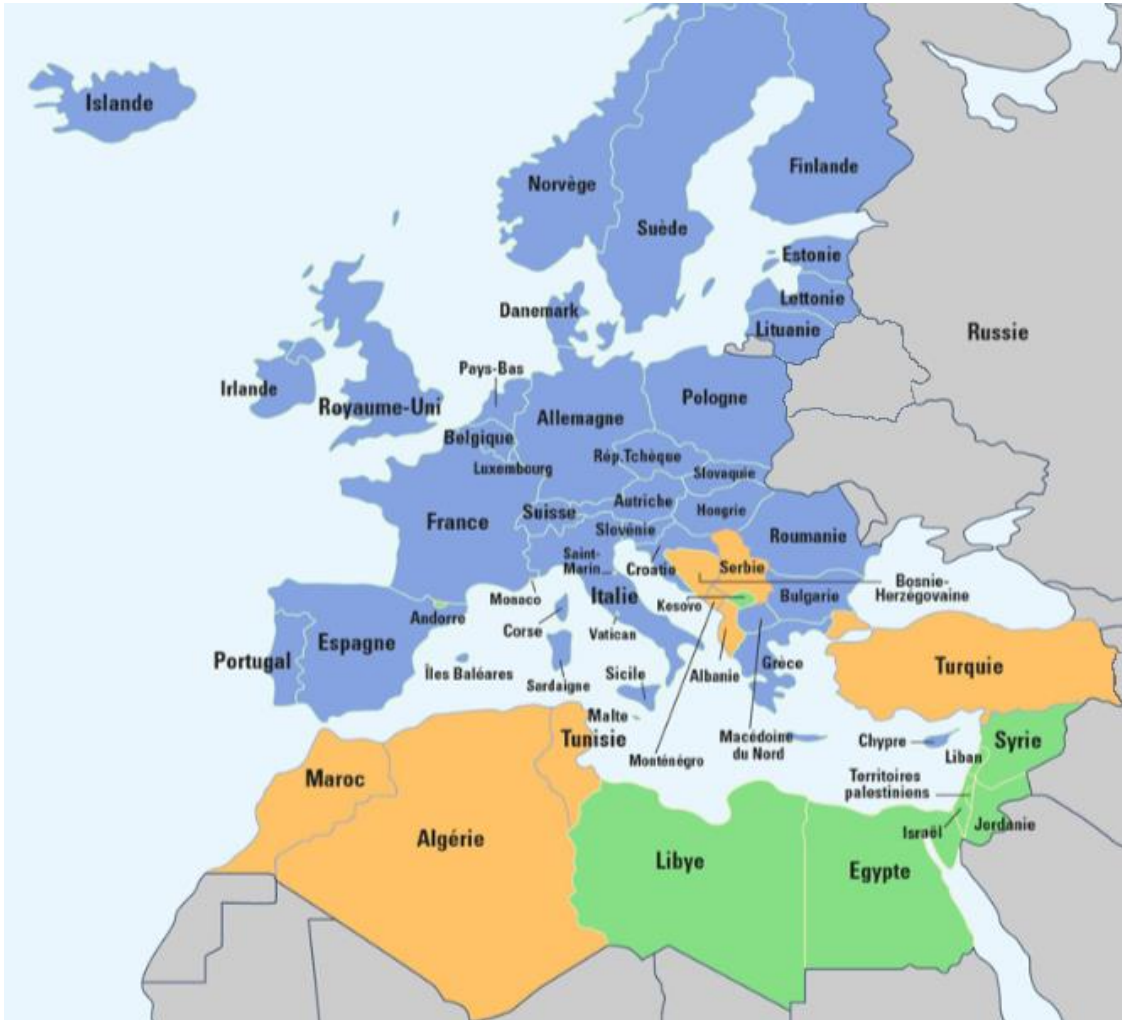 Islande
Norvège
Finlande
Suède
Estonie
Danemark
Lettonie
Lituanie
Russie
Pays-Bas
Irlande
Royaume-Uni
Allemagne
Pologne
Belgique
Luxembourg
Rép.Tchèque
Slovaquie
France
Suisse
Autriche
Hongrie
Slovénie
Roumanie
Saint-
Marin
Croatie
Serbie
Bosnie-
Herzégovaine
Monaco
Italie
Kosovo
Bulgarie
Andorre
Corse
Vatican
Espagne
Portugal
Îles Baléares
Sardaigne
Sicile
Albanie
Grèce
Turquie
Malte
Tunisie
Monténégro
Macédoine
du Nord
Chypre
Liban
Syrie
Maroc
Territoires
palestiniens
Algérie
Libye
Egypte
Israël
Jordanie